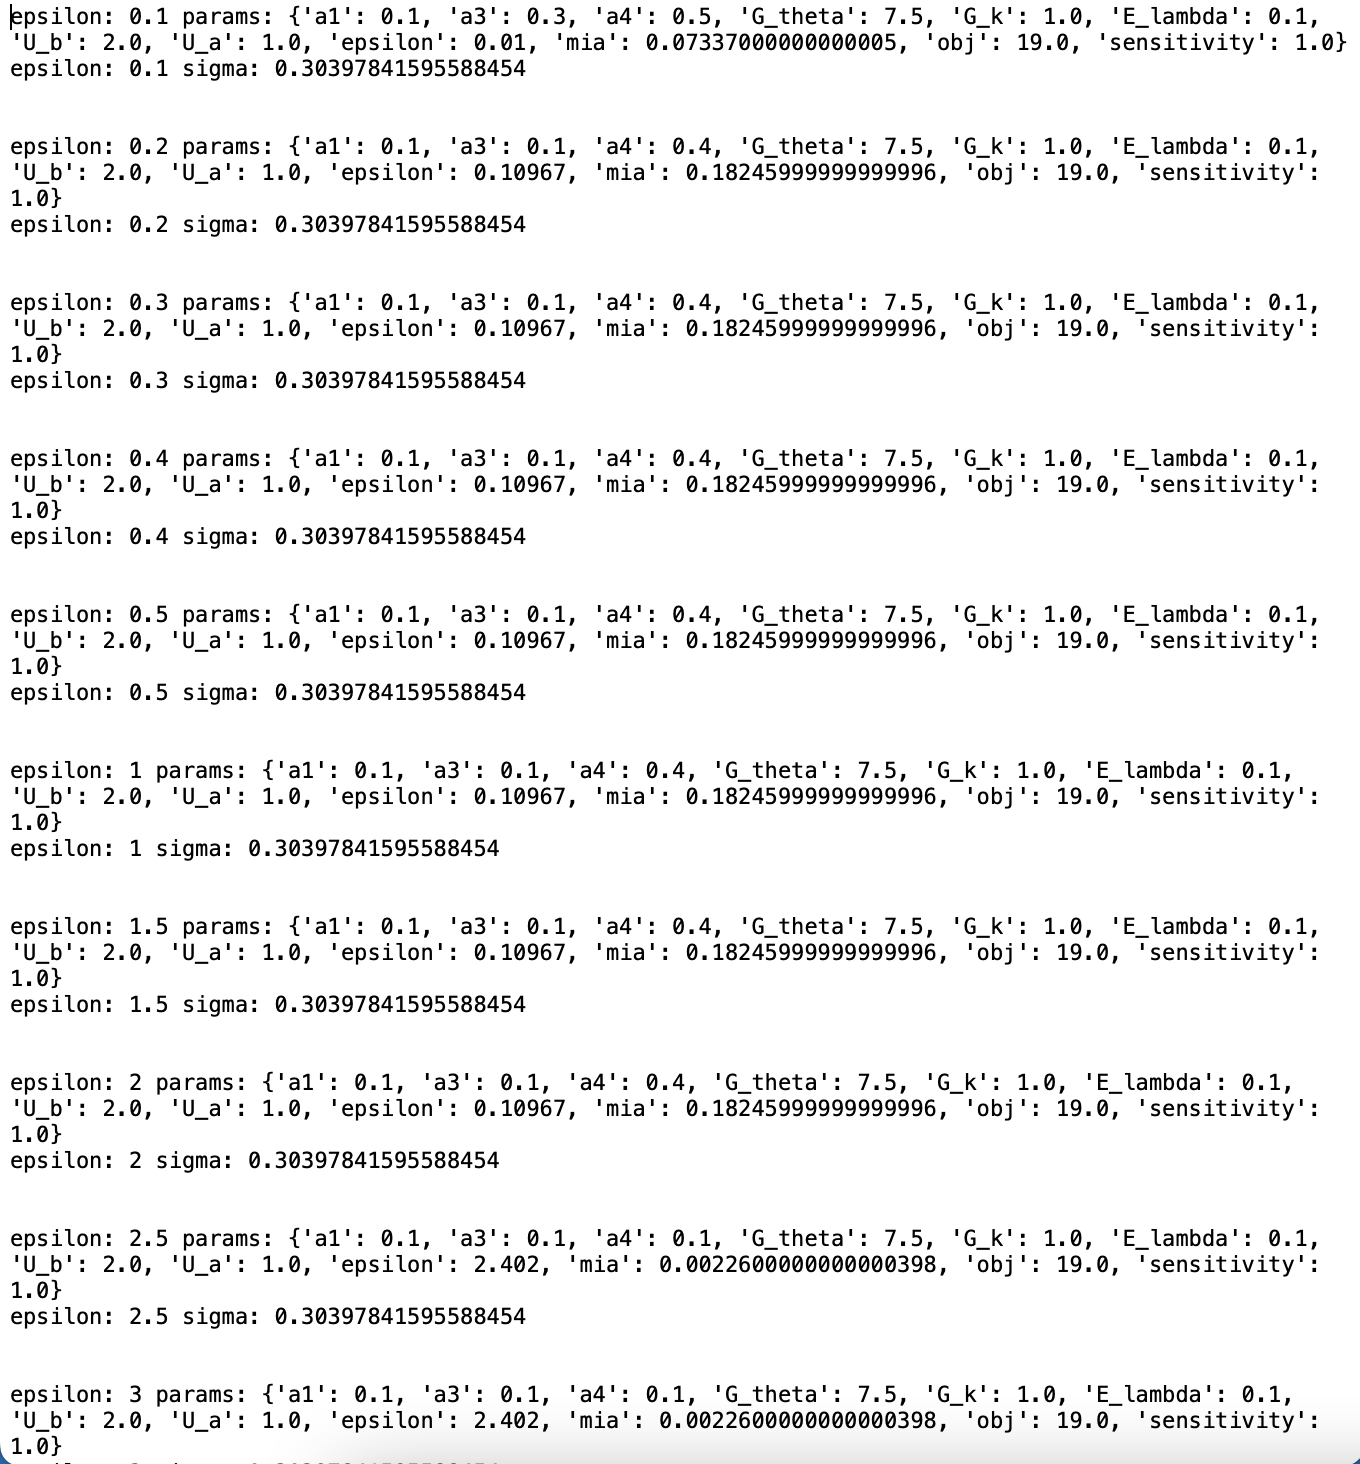 epsilon: 0.1 params: {'a1': 0.1, 'a3': 0.3, 'a4': 0.5, 'G_theta': 7.5, 'G_k': 1.0, 'E_lambda': 0.1,
'U_b': 2.0, 'U_a': 1.0, 'epsilon': 0.01, 'mia': 0.07337000000000005, 'obj': 19.0, 'sensitivity': 1.0}
epsilon: 0.1 sigma: 0.30397841595588454
epsilon: 0.2 params: {'a1': 0.1, 'a3': 0.1, 'a4': 0.4, 'G_theta': 7.5, 'G_k': 1.0, 'E_lambda': 0.1,
'U_b': 2.0, 'U_a': 1.0, 'epsilon': 0.10967, 'mia': 0.18245999999999996, 'obj': 19.0, 'sensitivity':
1.0}
epsilon: 0.2 sigma: 0.30397841595588454
epsilon: 0.3 params: {'a1': 0.1, 'a3': 0.1, 'a4': 0.4, 'G_theta': 7.5, 'G_k': 1.0, 'E_lambda': 0.1,
'U_b': 2.0, 'U_a': 1.0, 'epsilon': 0.10967, 'mia': 0.18245999999999996, 'obj': 19.0, 'sensitivity':
1.0}
epsilon: 0.3 sigma: 0.30397841595588454
epsilon: 0.4 params: {'a1': 0.1, 'a3': 0.1, 'a4': 0.4, 'G_theta': 7.5, 'G_k': 1.0, 'E_lambda': 0.1,
'U_b': 2.0, 'U_a': 1.0, 'epsilon': 0.10967, 'mia': 0.18245999999999996, 'obj': 19.0, 'sensitivity':
1.0}
epsilon: 0.4 sigma: 0.30397841595588454
epsilon: 0.5 params: {'a1': 0.1, 'a3': 0.1, 'a4': 0.4, 'G_theta': 7.5, 'G_k': 1.0, 'E_lambda': 0.1,
'U_b': 2.0, 'U_a': 1.0, 'epsilon': 0.10967, 'mia': 0.18245999999999996, 'obj': 19.0, 'sensitivity':
1.0}
epsilon: 0.5 sigma: 0.30397841595588454
epsilon: 1 params: {'a1': 0.1, 'a3': 0.1, 'a4': 0.4, 'G_theta': 7.5, 'G_k': 1.0, 'E_lambda': 0.1,
'U_b': 2.0, 'U_a': 1.0, 'epsilon': 0.10967, 'mia': 0.18245999999999996, 'obj': 19.0, 'sensitivity':
1.0}
epsilon: 1 sigma: 0.30397841595588454
epsilon: 1.5 params: {'a1': 0.1, 'a3': 0.1, 'a4': 0.4, 'G_theta': 7.5, 'G_k': 1.0, 'E_lambda': 0.1,
'U_b': 2.0, 'U_a': 1.0, 'epsilon': 0.10967, 'mia': 0.18245999999999996, 'obj': 19.0, 'sensitivity':
1.0}
epsilon: 1.5 sigma: 0.30397841595588454
epsilon: 2 params: {'a1': 0.1, 'a3': 0.1, 'a4': 0.4, 'G_theta': 7.5, 'G_k': 1.0, 'E_lambda': 0.1,
'U_b': 2.0, 'U_a': 1.0, 'epsilon': 0.10967, 'mia': 0.18245999999999996, 'obj': 19.0, 'sensitivity':
1.0}
epsilon: 2 sigma: 0.30397841595588454
epsilon: 2.5 params: {'a1': 0.1, 'a3': 0.1, 'a4': 0.1, 'G_theta': 7.5, 'G_k': 1.0, 'E_lambda': 0.1,
'U_b': 2.0, 'U_a': 1.0, 'epsilon': 2.402, 'mia': 0.0022600000000000398, 'obj': 19.0, 'sensitivity':
1.0}
epsilon: 2.5 sigma: 0.30397841595588454
epsilon: 3 params: {'a1': 0.1, 'a3': 0.1, 'a4': 0.1, 'G_theta': 7.5, 'G_k': 1.0, 'E_lambda': 0.1,
'U_b': 2.0, 'U_a': 1.0, 'epsilon': 2.402, 'mia': 0.0022600000000000398, 'obj': 19.0, 'sensitivity':
1.0}